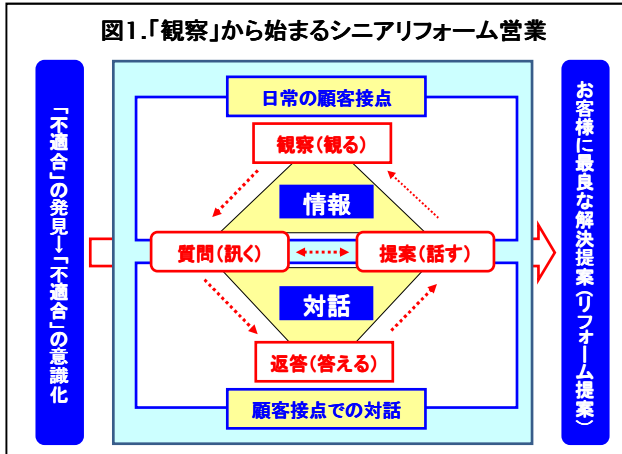 図1.「観察」から始まるシニアリフォーム営業
「不適合」の発見→「不適合」の意識化
日常の顧客接点
観察(観る)
情報
質問(訊く)
提案(話す)
対話
返答(答える)
顧客接点での対話
お客様に最良な解決提案(リフォーム提案)